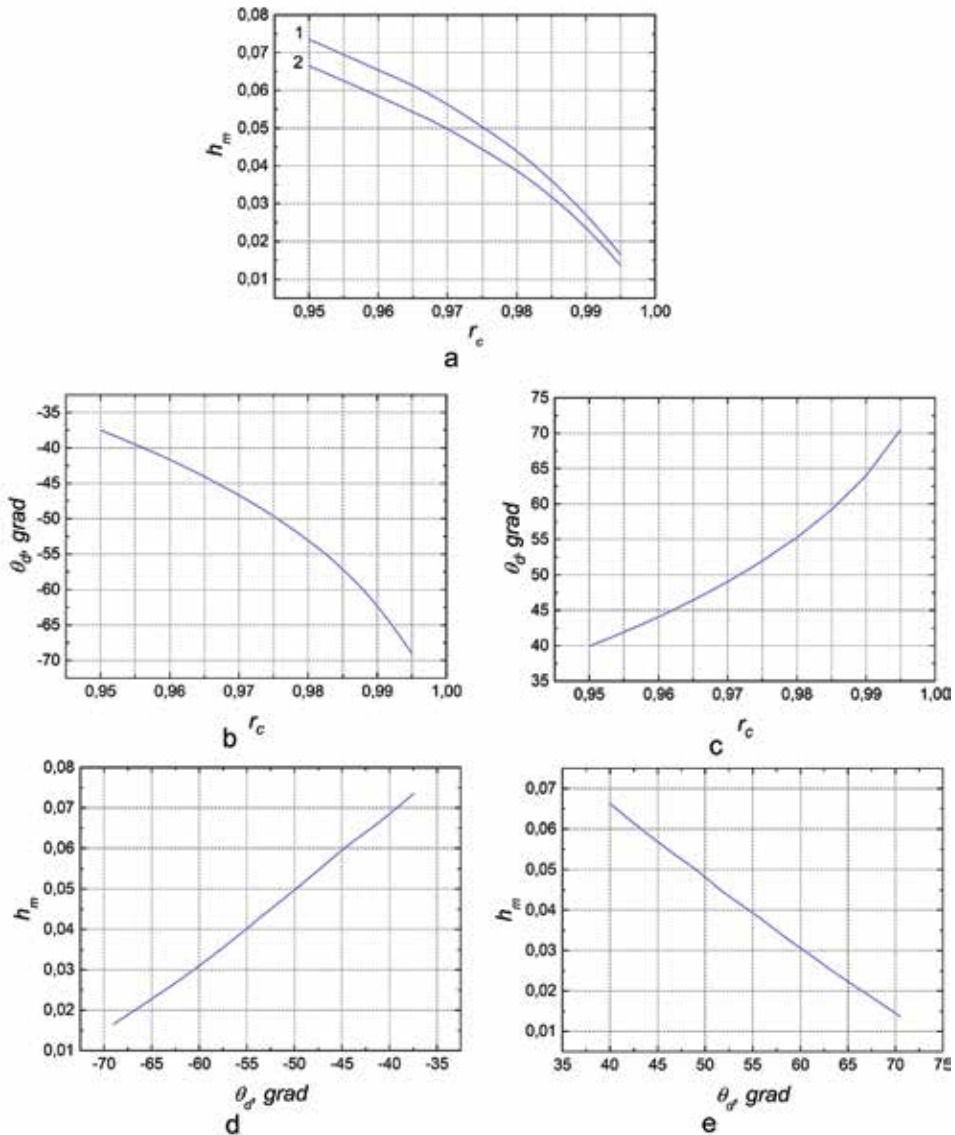 0,08
0,07
0,06
0,05
0,04
0,03
0,02
0,01
h_m
1
2
0,95 0,96 0,97 0,98 0,99 1,00
r_c
a
-35
-40
-45
-50
-55
-60
-65
-70
θ_d, grad
0,95 0,96 0,97 0,98 0,99 1,00
r_c
b
75
70
65
60
55
50
45
40
35
θ_d, grad
0,95 0,96 0,97 0,98 0,99 1,00
r_c
c
0,08
0,07
0,06
0,05
0,04
0,03
0,02
0,01
h_m
-70 -65 -60 -55 -50 -45 -40 -35
θ_d, grad
d
0,07
0,06
0,05
0,04
0,03
0,02
0,01
h_m
35 40 45 50 55 60 65 70 75
θ_d, grad
e